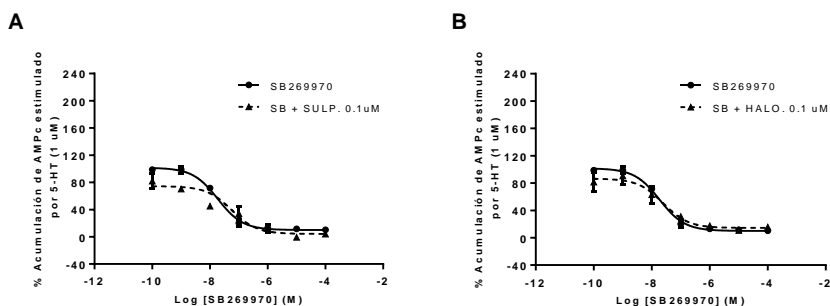 A
% Acumulación de AMPc estimulado
por 5-HT (1 uM)
240
200
160
120
80
40
0
-40
-12
-10
-8
-6
-4
-2
Log [SB269970] (M)
SB269970
SB + SULP. 0.1uM
B
% Acumulación de AMPc estimulado
por 5-HT (1 uM)
240
200
160
120
80
40
0
-40
-12
-10
-8
-6
-4
-2
Log [SB269970] (M)
SB269970
SB + HALO. 0.1 uM